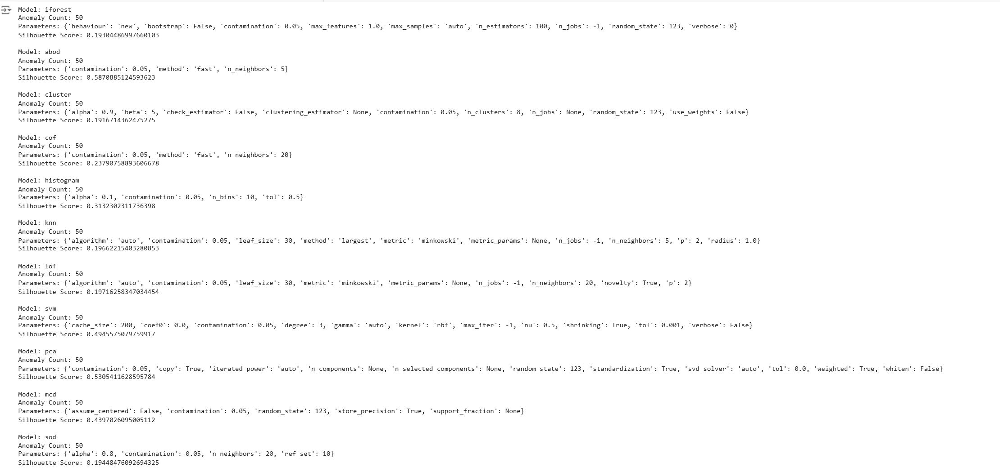 Model: iforest
Anomaly Count: 50
Parameters: {'behaviour': 'new', 'bootstrap': False, 'contamination': 0.05, 'max_features': 1.0, 'max_samples': 'auto', 'n_estimators': 100, 'n_jobs': -1, 'random_state': 123, 'verbose': 0}
Silhouette Score: 0.19304486997660103
Model: abod
Anomaly Count: 50
Parameters: {'contamination': 0.05, 'method': 'fast', 'n_neighbors': 5}
Silhouette Score: 0.5870885124593623
Model: cluster
Anomaly Count: 50
Parameters: {'alpha': 0.9, 'beta': 5, 'check_estimator': False, 'clustering_estimator': None, 'contamination': 0.05, 'n_clusters': 8, 'n_jobs': None, 'random_state': 123, 'use_weights': False}
Silhouette Score: 0.1916714362475275
Model: cof
Anomaly Count: 50
Parameters: {'contamination': 0.05, 'method': 'fast', 'n_neighbors': 20}
Silhouette Score: 0.23790758893606678
Model: histogram
Anomaly Count: 50
Parameters: {'alpha': 0.1, 'contamination': 0.05, 'n_bins': 10, 'tol': 0.5}
Silhouette Score: 0.3132302311736398
Model: knn
Anomaly Count: 50
Parameters: {'algorithm': 'auto', 'contamination': 0.05, 'leaf_size': 30, 'method': 'largest', 'metric': 'minkowski', 'metric_params': None, 'n_jobs': -1, 'n_neighbors': 5, 'p': 2, 'radius': 1.0}
Silhouette Score: 0.19662215403280853
Model: lof
Anomaly Count: 50
Parameters: {'algorithm': 'auto', 'contamination': 0.05, 'leaf_size': 30, 'metric': 'minkowski', 'metric_params': None, 'n_jobs': -1, 'n_neighbors': 20, 'novelty': True, 'p': 2}
Silhouette Score: 0.19716258347034454
Model: svm
Anomaly Count: 50
Parameters: {'cache_size': 200, 'coef0': 0.0, 'contamination': 0.05, 'degree': 3, 'gamma': 'auto', 'kernel': 'rbf', 'max_iter': -1, 'nu': 0.5, 'shrinking': True, 'tol': 0.001, 'verbose': False}
Silhouette Score: 0.4945575079759917
Model: pca
Anomaly Count: 50
Parameters: {'contamination': 0.05, 'copy': True, 'iterated_power': 'auto', 'n_components': None, 'n_selected_components': None, 'random_state': 123, 'standardization': True, 'svd_solver': 'auto', 'tol': 0.0, 'weighted': True, 'whiten': False}
Silhouette Score: 0.5305411628595784
Model: mcd
Anomaly Count: 50
Parameters: {'assume_centered': False, 'contamination': 0.05, 'random_state': 123, 'store_precision': True, 'support_fraction': None}
Silhouette Score: 0.4397026095005112
Model: sod
Anomaly Count: 50
Parameters: {'alpha': 0.8, 'contamination': 0.05, 'n_neighbors': 20, 'ref_set': 10}
Silhouette Score: 0.19448476092694325